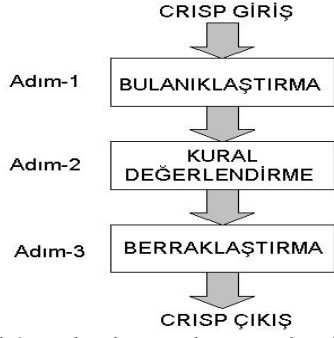 CRISP GİRİŞ
Adım-1
BULANIKLAŞTIRMA
Adım-2
KURAL
DEĞERLENDİRME
Adım-3
BERRAKLAŞTIRMA
CRISP ÇIKIŞ